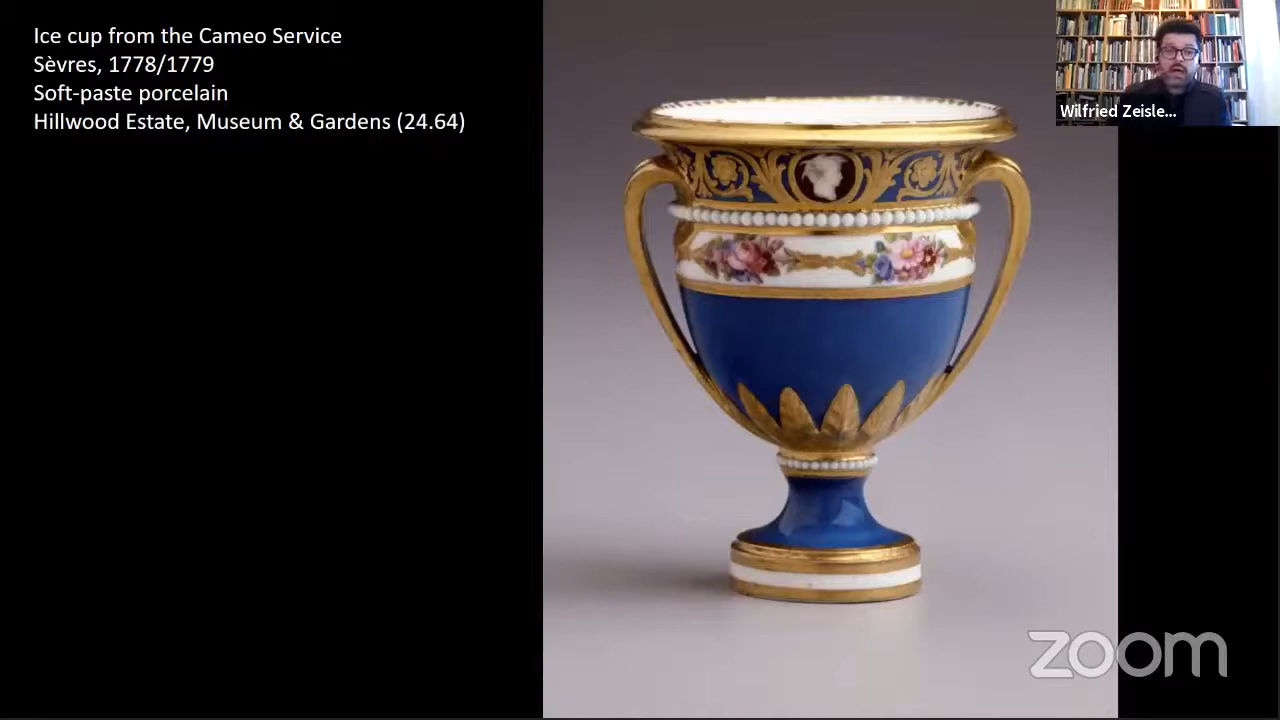 Ice cup from the Cameo Service
Sèvres, 1778/1779
Soft-paste porcelain
Hillwood Estate, Museum & Gardens (24.64)
Wilfried Zeisle...
zoom